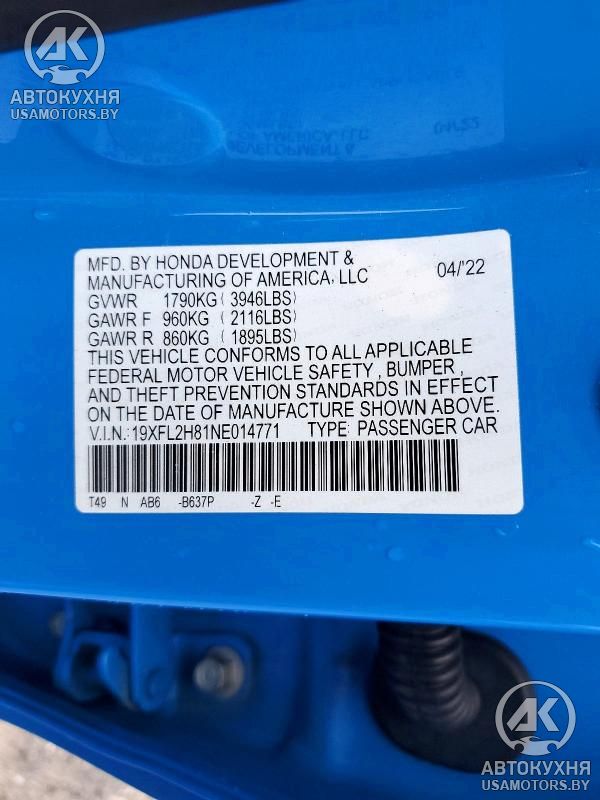 AK
АВТОКУХНЯ
USAMOTORS.BY
MFD. BY HONDA DEVELOPMENT &
MANUFACTURING OF AMERICA, LLC 04/'22
GVWR 1790KG ( 3946LBS)
GAWR F 960KG ( 2116LBS)
GAWR R 860KG ( 1895LBS)
THIS VEHICLE CONFORMS TO ALL APPLICABLE
FEDERAL MOTOR VEHICLE SAFETY , BUMPER ,
AND THEFT PREVENTION STANDARDS IN EFFECT
ON THE DATE OF MANUFACTURE SHOWN ABOVE.
V.I.N.:19XFL2H81NE014771 TYPE: PASSENGER CAR
T49 N AB6 -B637P -Z -E
AK
АВТОКУХНЯ
USAMOTORS.BY